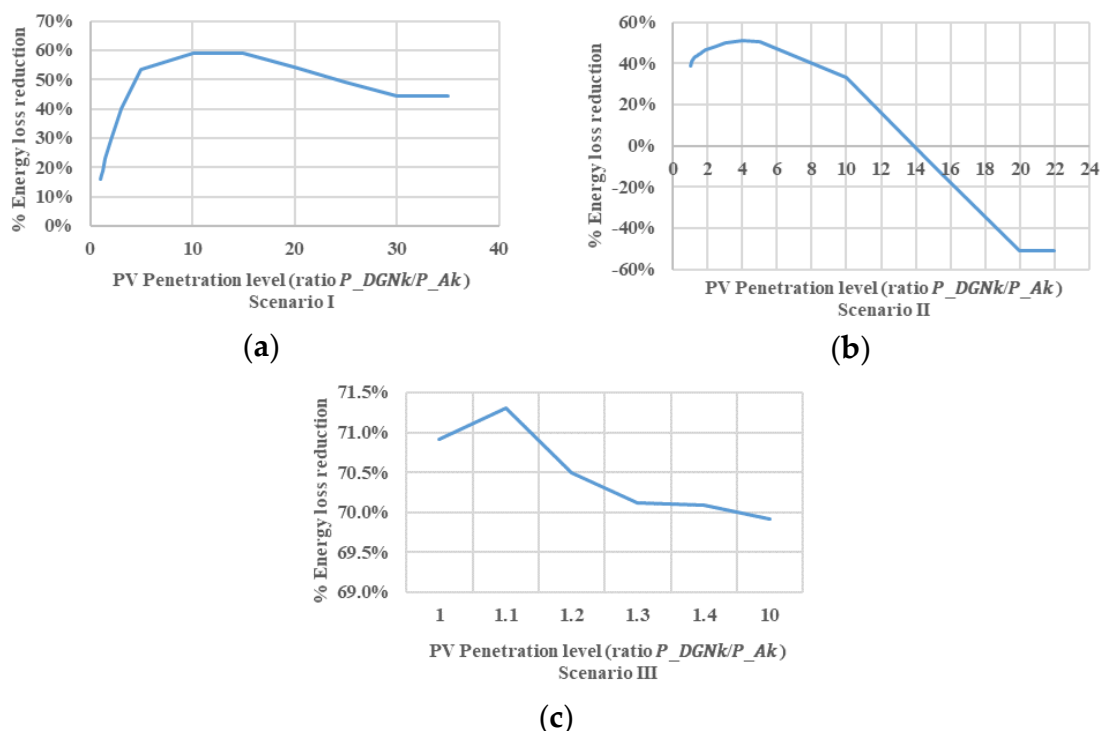 70%
60%
50%
40%
30%
20%
10%
0%
% Energy loss reduction
0 10 20 30 40
PV Penetration level (ratio P_DGNk/P_Ak)
Scenario I
(a)
60%
40%
20%
0%
-20%
-40%
-60%
% Energy loss reduction
0 2 4 6 8 10 12 14 16 18 20 22 24
PV Penetration level (ratio P_DGNk/P_Ak)
Scenario II
(b)
71.5%
71.0%
70.5%
70.0%
69.5%
69.0%
% Energy loss reduction
1 1.1 1.2 1.3 1.4 10
PV Penetration level (ratio P_DGNk/P_Ak)
Scenario III
(c)